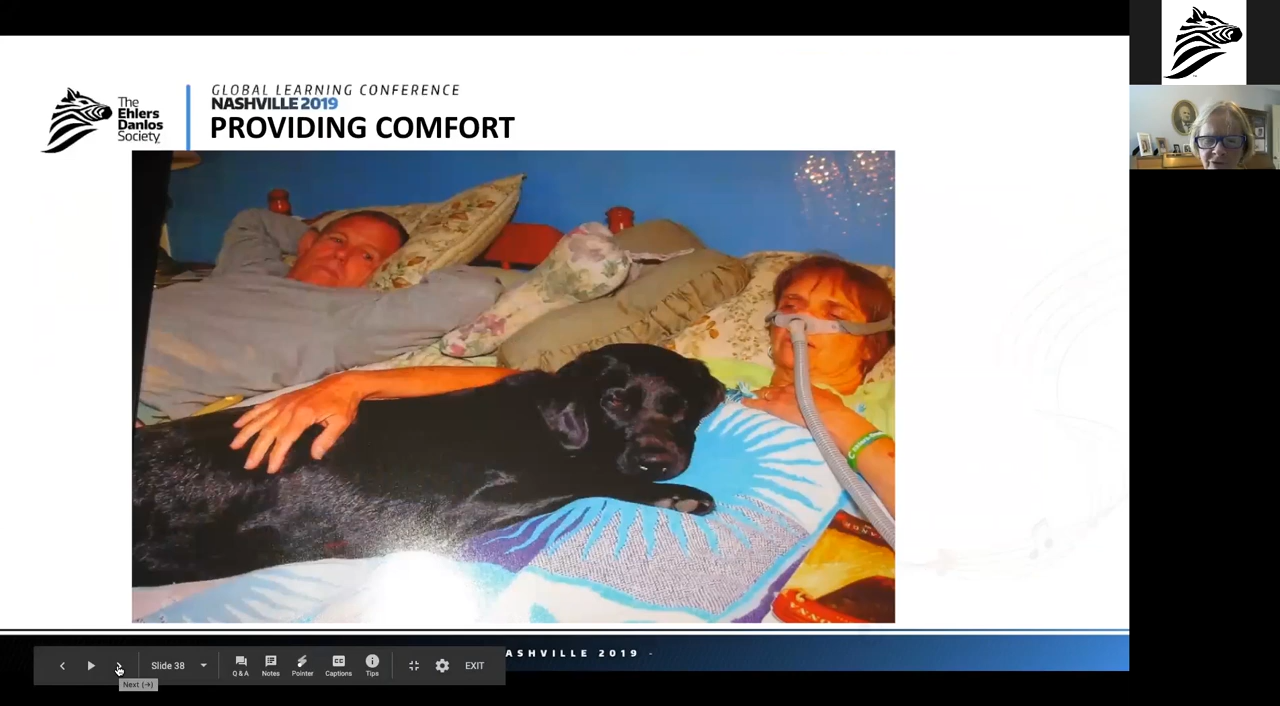 The
Ehlers
Danlos
Society
GLOBAL LEARNING CONFERENCE
NASHVILLE 2019
PROVIDING COMFORT
ASHVILLE 2019 -
Slide 38
Q & A
Notes
Pointer
Captions
Tips
EXIT
Next (→)